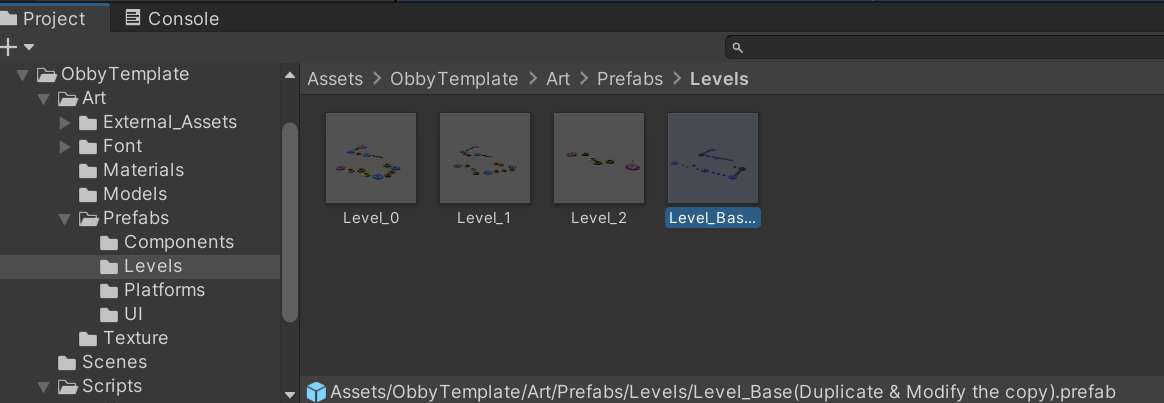 Project
Console
ObbyTemplate
Art
External_Assets
Font
Materials
Models
Prefabs
Components
Levels
Platforms
UI
Texture
Scenes
Scripts
Assets > ObbyTemplate > Art > Prefabs > Levels
Level_0
Level_1
Level_2
Level_Bas...
Assets/ObbyTemplate/Art/Prefabs/Levels/Level_Base(Duplicate & Modify the copy).prefab